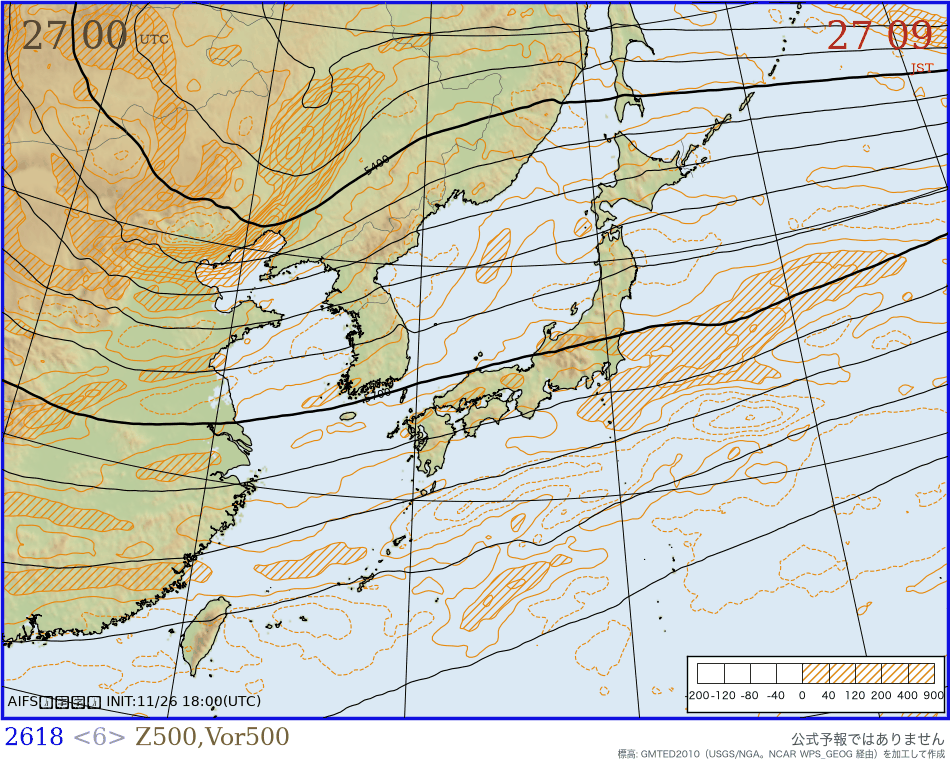 27 00 UTC
27 09
JST
5400
5700
-200 -120 -80 -40 0 40 120 200 400 900
AIFS INIT:11/26 18:00(UTC)
2618 <6> Z500,Vor500
公式予報ではありません
標高: GMTED2010（USGS/NGA。NCAR WPS_GEOG 経由）を加工して作成